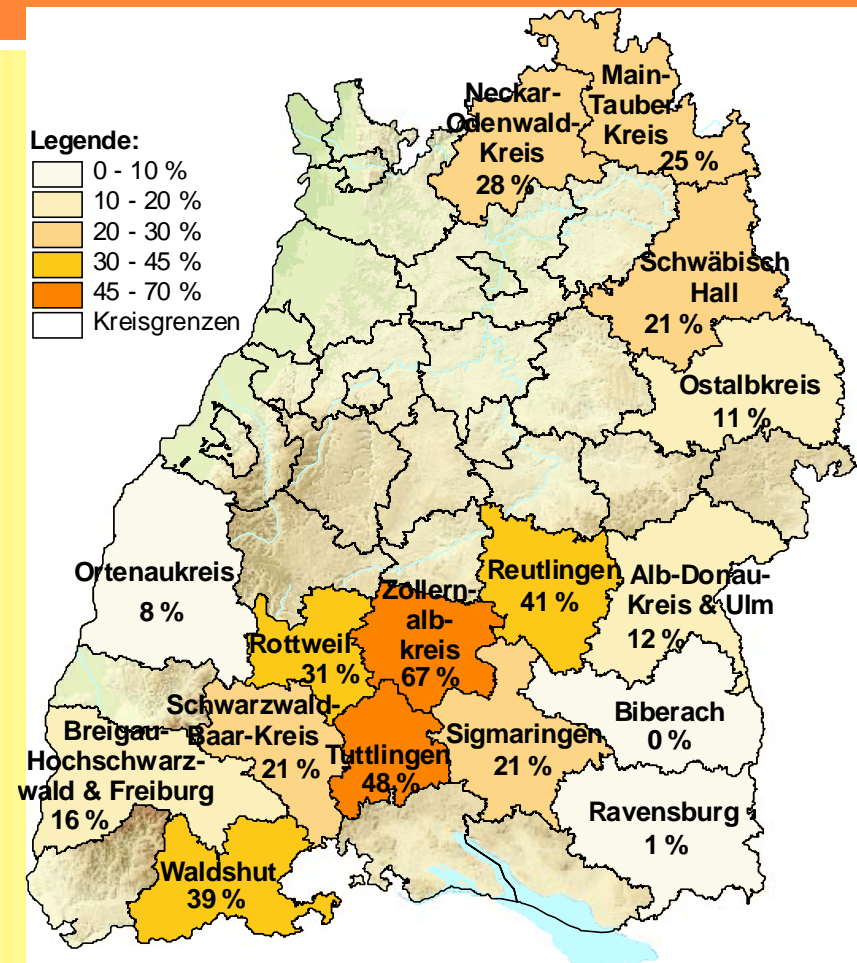 Legende:
0 - 10 %
10 - 20 %
20 - 30 %
30 - 45 %
45 - 70 %
Kreisgrenzen
Neckar-
Odenwald-
Kreis
28 %
Main-
Tauber-
Kreis
25 %
Schwäbisch
Hall
21 %
Ostalbkreis
11 %
Ortenaukreis
8 %
Rottweil
31 %
Zollern-
alb-
kreis
67 %
Reutlingen
41 %
Alb-Donau-
Kreis & Ulm
12 %
Breigau-
Hochschwarz-
wald & Freiburg
16 %
Schwarzwald-
Baar-Kreis
21 %
Tuttlingen
48 %
Sigmaringen
21 %
Biberach
0 %
Ravensburg
1 %
Waldshut
39 %